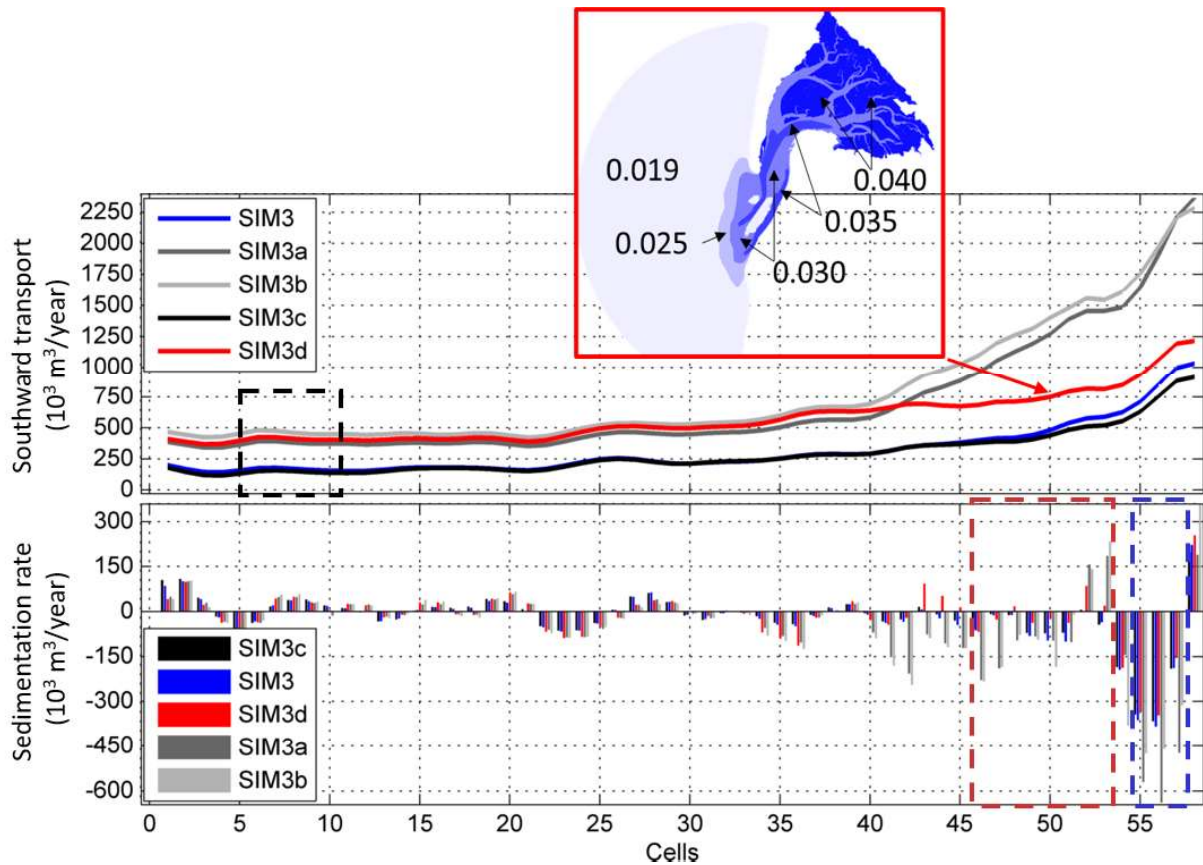 0.019
0.040
0.035
0.025
0.030
Southward transport
(10³ m³/year)
2250
2000
1750
1500
1250
1000
750
500
250
0
SIM3
SIM3a
SIM3b
SIM3c
SIM3d
Sedimentation rate
(10³ m³/year)
300
150
0
-150
-300
-450
-600
SIM3c
SIM3
SIM3d
SIM3a
SIM3b
0 5 10 15 20 25 30 35 40 45 50 55
Cells